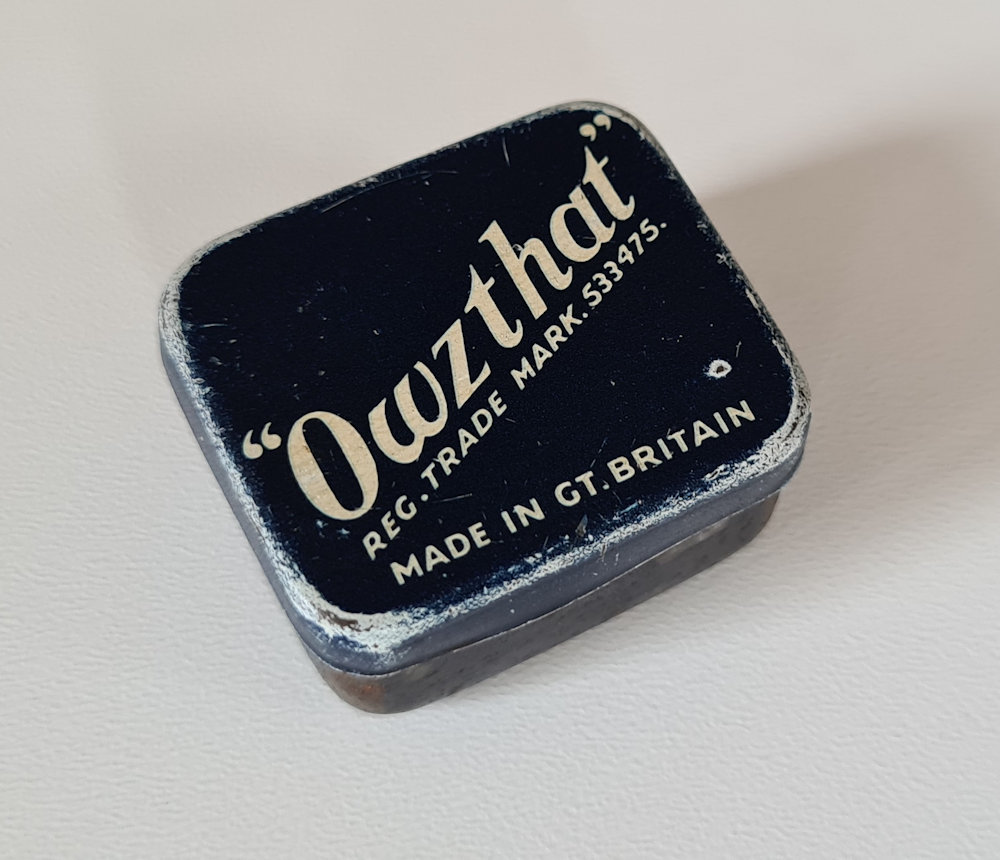 “Owzthat”
REG. TRADE MARK. 533475.
MADE IN GT. BRITAIN